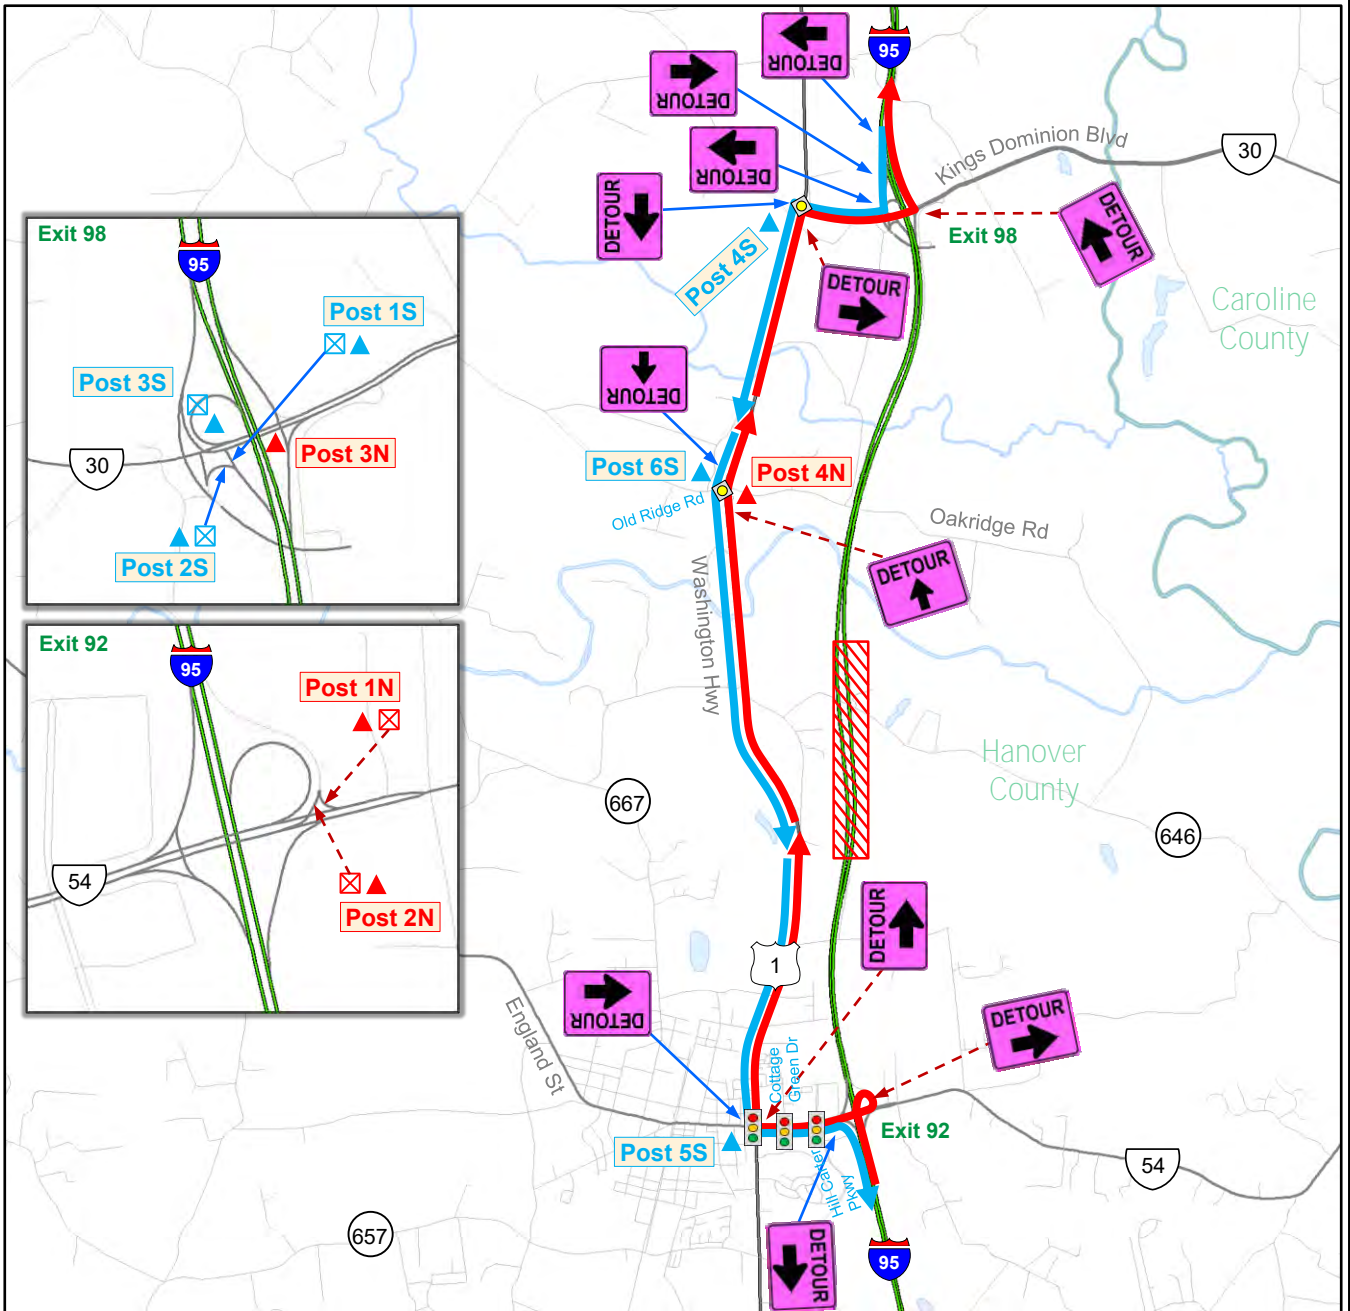 DETOUR
95
DETOUR
Kings Dominion Blvd
30
DETOUR
DETOUR
DETOUR
Exit 98
Post 4S
DETOUR
Caroline
County
Exit 98
95
Post 1S
Post 3S
Post 3N
30
Post 2S
DETOUR
Post 6S
Post 4N
Old Ridge Rd
Oakridge Rd
DETOUR
Washington Hwy
Exit 92
95
Post 1N
54
Post 2N
Hanover
County
667
646
1
DETOUR
DETOUR
DETOUR
England St
Cottage
Green Dr
Exit 92
Post 5S
Hill Carter
Pkwy
54
657
DETOUR
95